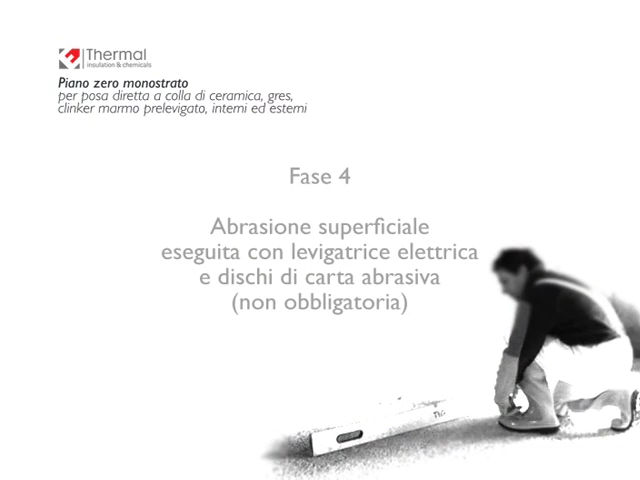 Thermal
insulation & chemicals
Piano zero monostrato
per posa diretta a colla di ceramica, gres,
clinker marmo prelevigato, interni ed esterni
Fase 4
Abrasione superficiale
eseguita con levigatrice elettrica
e dischi di carta abrasiva
(non obbligatoria)